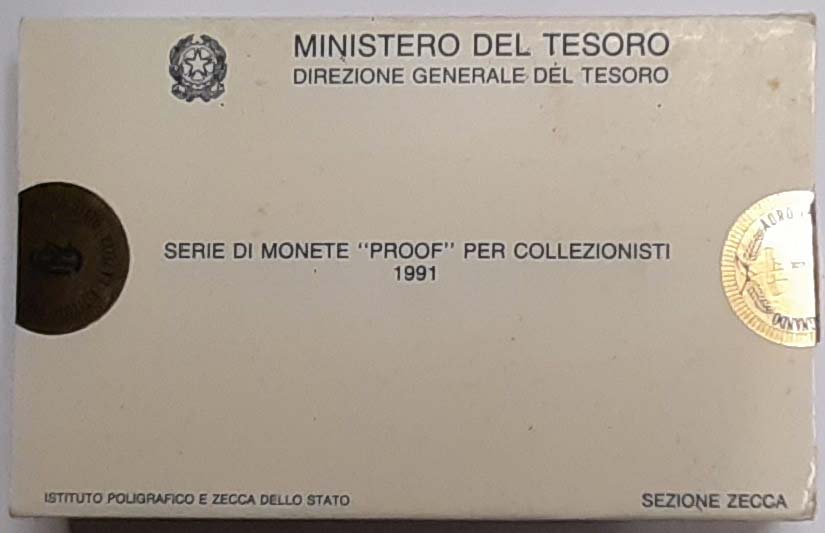 MINISTERO DEL TESORO
DIREZIONE GENERALE DEL TESORO
SERIE DI MONETE "PROOF" PER COLLEZIONISTI
1991
ISTITUTO POLIGRAFICO E ZECCA DELLO STATO
SEZIONE ZECCA